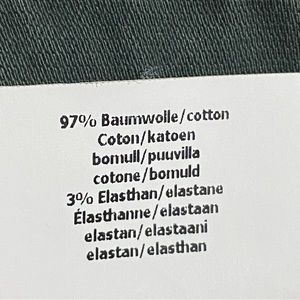 97% Baumwolle/cotton
Coton/katoen
bomull/puuvilla
cotone/bomuld
3% Elasthan/elastane
Élasthanne/elastaan
elastan/elastaani
elastan/elasthan